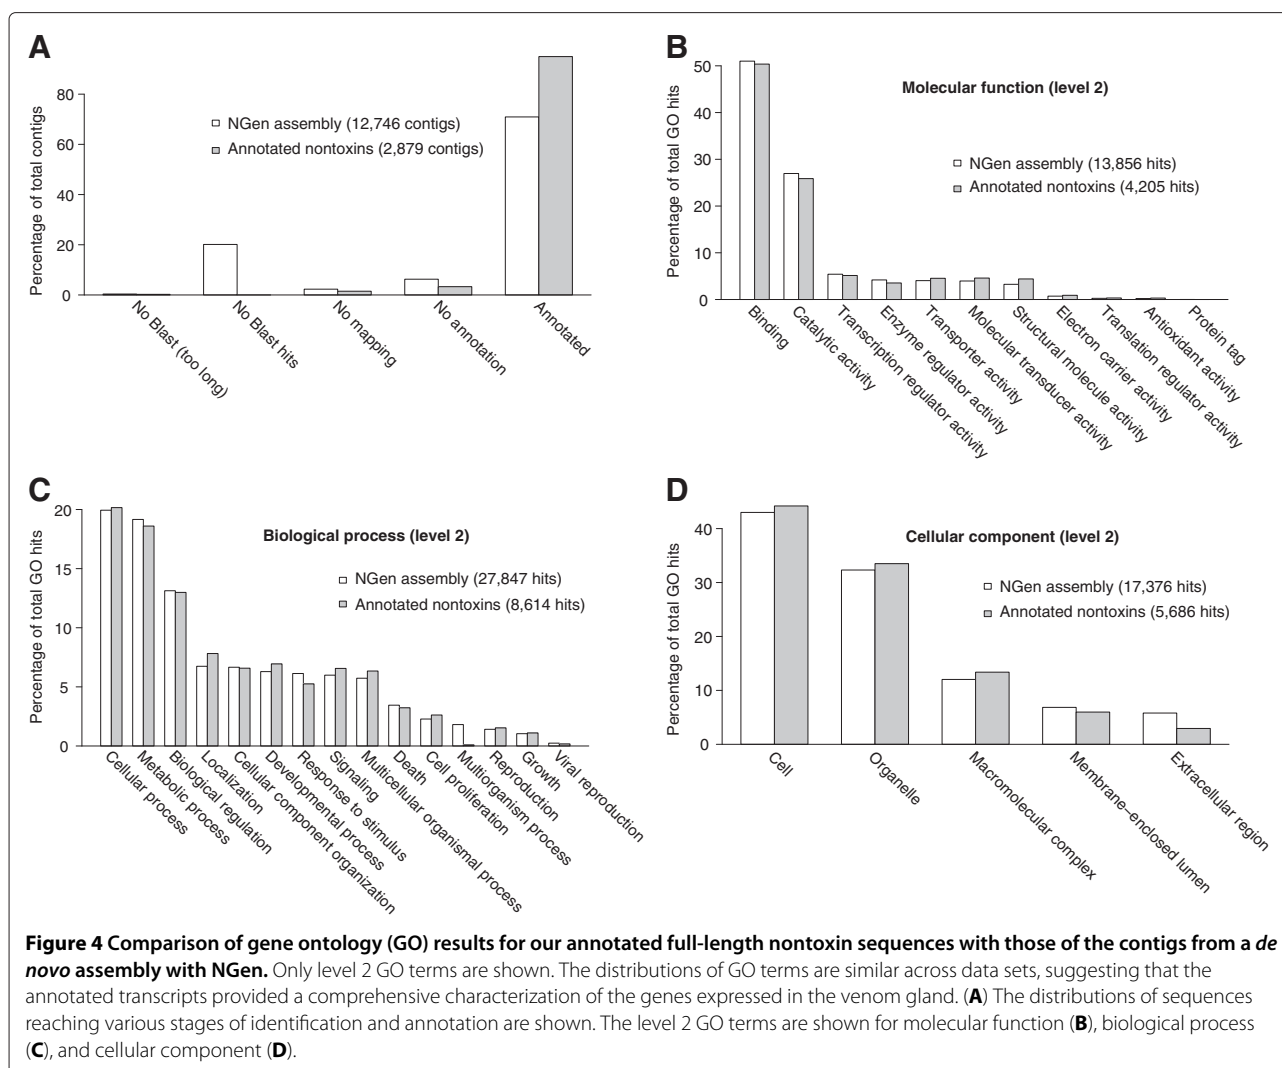 A
Percentage of total contigs
80
60
40
20
0
NGen assembly (12,746 contigs)
Annotated nontoxins (2,879 contigs)
No Blast (too long)
No Blast hits
No mapping
No annotation
Annotated
B
Percentage of total GO hits
50
40
30
20
10
0
Molecular function (level 2)
NGen assembly (13,856 hits)
Annotated nontoxins (4,205 hits)
Binding
Catalytic activity
Transcription regulator activity
Enzyme regulator activity
Transporter activity
Molecular transducer activity
Structural molecule activity
Electron carrier activity
Translation regulator activity
Antioxidant activity
Protein tag
C
Percentage of total GO hits
20
15
10
5
0
Biological process (level 2)
NGen assembly (27,847 hits)
Annotated nontoxins (8,614 hits)
Cellular process
Metabolic process
Biological regulation
Localization
Cellular component organization
Developmental process
Response to stimulus
Signaling
Multicellular organismal process
Death
Cell proliferation
Multiorganism process
Reproduction
Growth
Viral reproduction
D
Percentage of total GO hits
40
30
20
10
0
Cellular component (level 2)
NGen assembly (17,376 hits)
Annotated nontoxins (5,686 hits)
Cell
Organelle
Macromolecular complex
Membrane–enclosed lumen
Extracellular region
Figure 4 Comparison of gene ontology (GO) results for our annotated full-length nontoxin sequences with those of the contigs from a de
novo assembly with NGen. Only level 2 GO terms are shown. The distributions of GO terms are similar across data sets, suggesting that the
annotated transcripts provided a comprehensive characterization of the genes expressed in the venom gland. (A) The distributions of sequences
reaching various stages of identification and annotation are shown. The level 2 GO terms are shown for molecular function (B), biological process
(C), and cellular component (D).